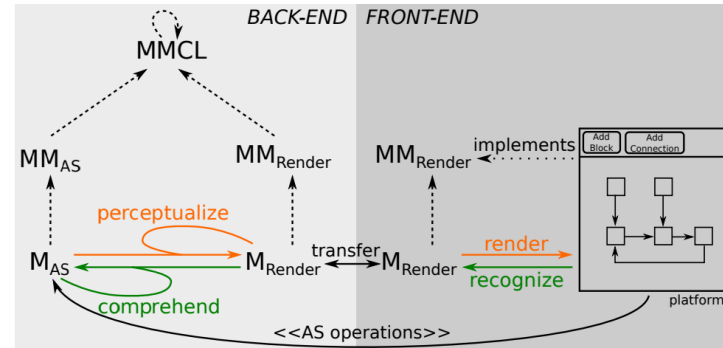 BACK-END FRONT-END
MMCL
implements
Add Block
Add Connection
MM_AS
MM_Render
MM_Render
perceptualize
M_AS
M_Render
transfer
M_Render
render
recognize
comprehend
platform
<<AS operations>>